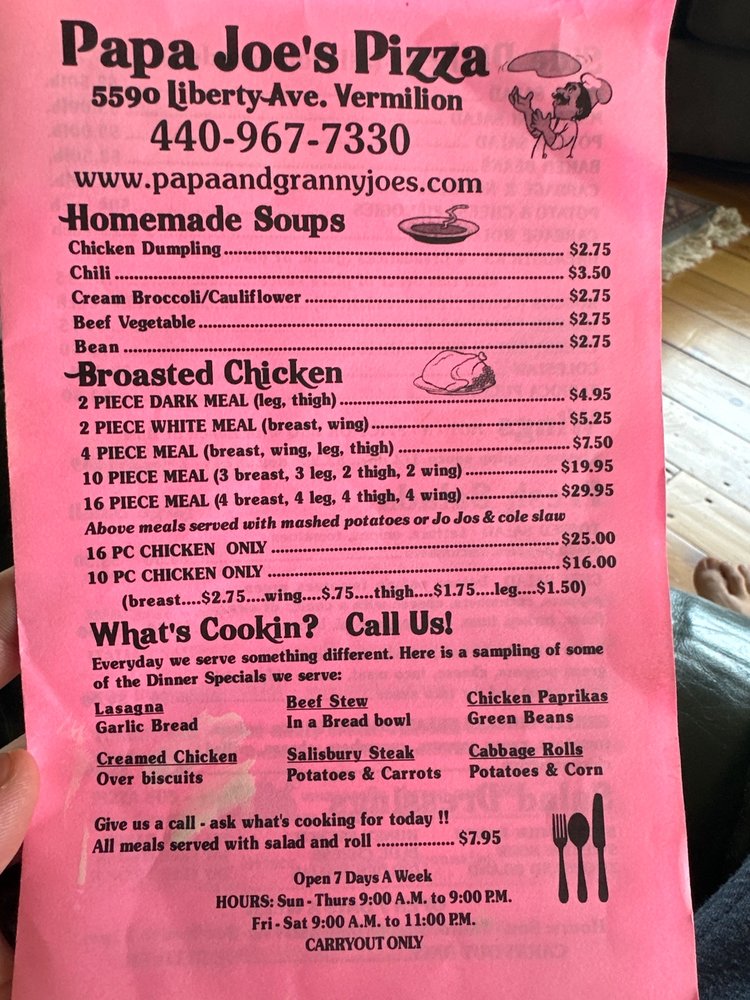 Papa Joe's Pizza
5590 Liberty Ave. Vermilion
440-967-7330
www.papaandgrannyjoes.com
Homemade Soups
Chicken Dumpling ........ $2.75
Chili ........ $3.50
Cream Broccoli/Cauliflower ........ $2.75
Beef Vegetable ........ $2.75
Bean ........ $2.75
Broasted Chicken
2 PIECE DARK MEAL (leg, thigh) ........ $4.95
2 PIECE WHITE MEAL (breast, wing) ........ $5.25
4 PIECE MEAL (breast, wing, leg, thigh) ........ $7.50
10 PIECE MEAL (3 breast, 3 leg, 2 thigh, 2 wing) ........ $19.95
16 PIECE MEAL (4 breast, 4 leg, 4 thigh, 4 wing) ........ $29.95
Above meals served with mashed potatoes or Jo Jos & cole slaw
16 PC CHICKEN ONLY ........ $25.00
10 PC CHICKEN ONLY ........ $16.00
(breast....$2.75....wing....$.75....thigh....$1.75....leg....$1.50)
What's Cookin? Call Us!
Everyday we serve something different. Here is a sampling of some
of the Dinner Specials we serve:
Lasagna
Garlic Bread
Beef Stew
In a Bread bowl
Chicken Paprikas
Green Beans
Creamed Chicken
Over biscuits
Salisbury Steak
Potatoes & Carrots
Cabbage Rolls
Potatoes & Corn
Give us a call - ask what's cooking for today !!
All meals served with salad and roll ........ $7.95
Open 7 Days A Week
HOURS: Sun - Thurs 9:00 A.M. to 9:00 P.M.
Fri - Sat 9:00 A.M. to 11:00 P.M.
CARRYOUT ONLY